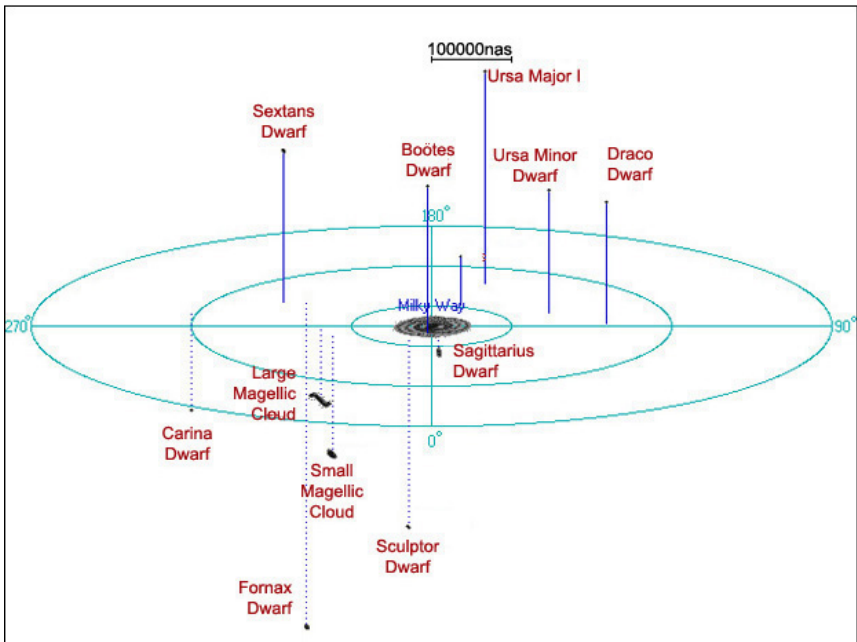 100000nas
Ursa Major I
Sextans
Dwarf
Boötes
Dwarf
Ursa Minor
Dwarf
Draco
Dwarf
180°
Milky Way
270°
90°
Sagittarius
Dwarf
Large
Magellic
Cloud
Carina
Dwarf
0°
Small
Magellic
Cloud
Sculptor
Dwarf
Fornax
Dwarf